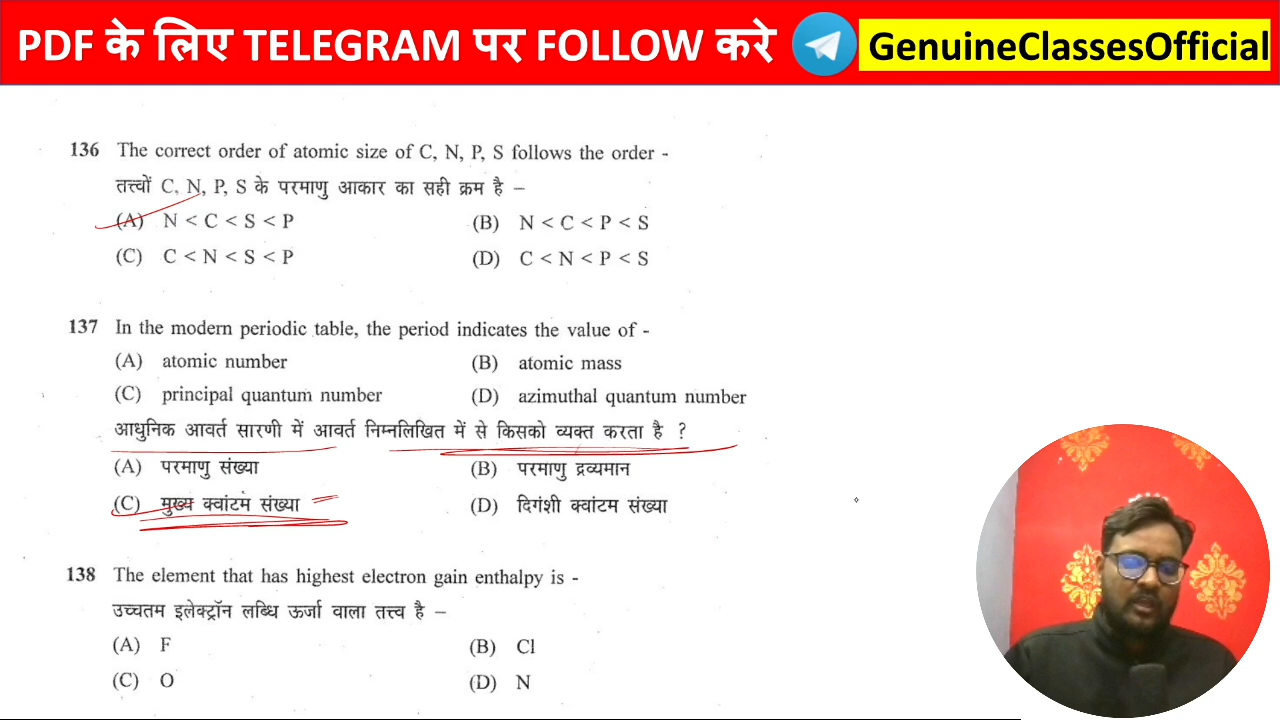 PDF के लिए TELEGRAM पर FOLLOW करे GenuineClassesOfficial
136 The correct order of atomic size of C, N, P, S follows the order -
तत्त्वों C, N, P, S के परमाणु आकार का सही क्रम है –
(A) N < C < S < P (B) N < C < P < S
(C) C < N < S < P (D) C < N < P < S
137 In the modern periodic table, the period indicates the value of -
(A) atomic number (B) atomic mass
(C) principal quantum number (D) azimuthal quantum number
आधुनिक आवर्त सारणी में आवर्त निम्नलिखित में से किसको व्यक्त करता है ?
(A) परमाणु संख्या (B) परमाणु द्रव्यमान
(C) मुख्य क्वांटम संख्या (D) दिगंशी क्वांटम संख्या
138 The element that has highest electron gain enthalpy is -
उच्चतम इलेक्ट्रॉन लब्धि ऊर्जा वाला तत्त्व है –
(A) F (B) Cl
(C) O (D) N